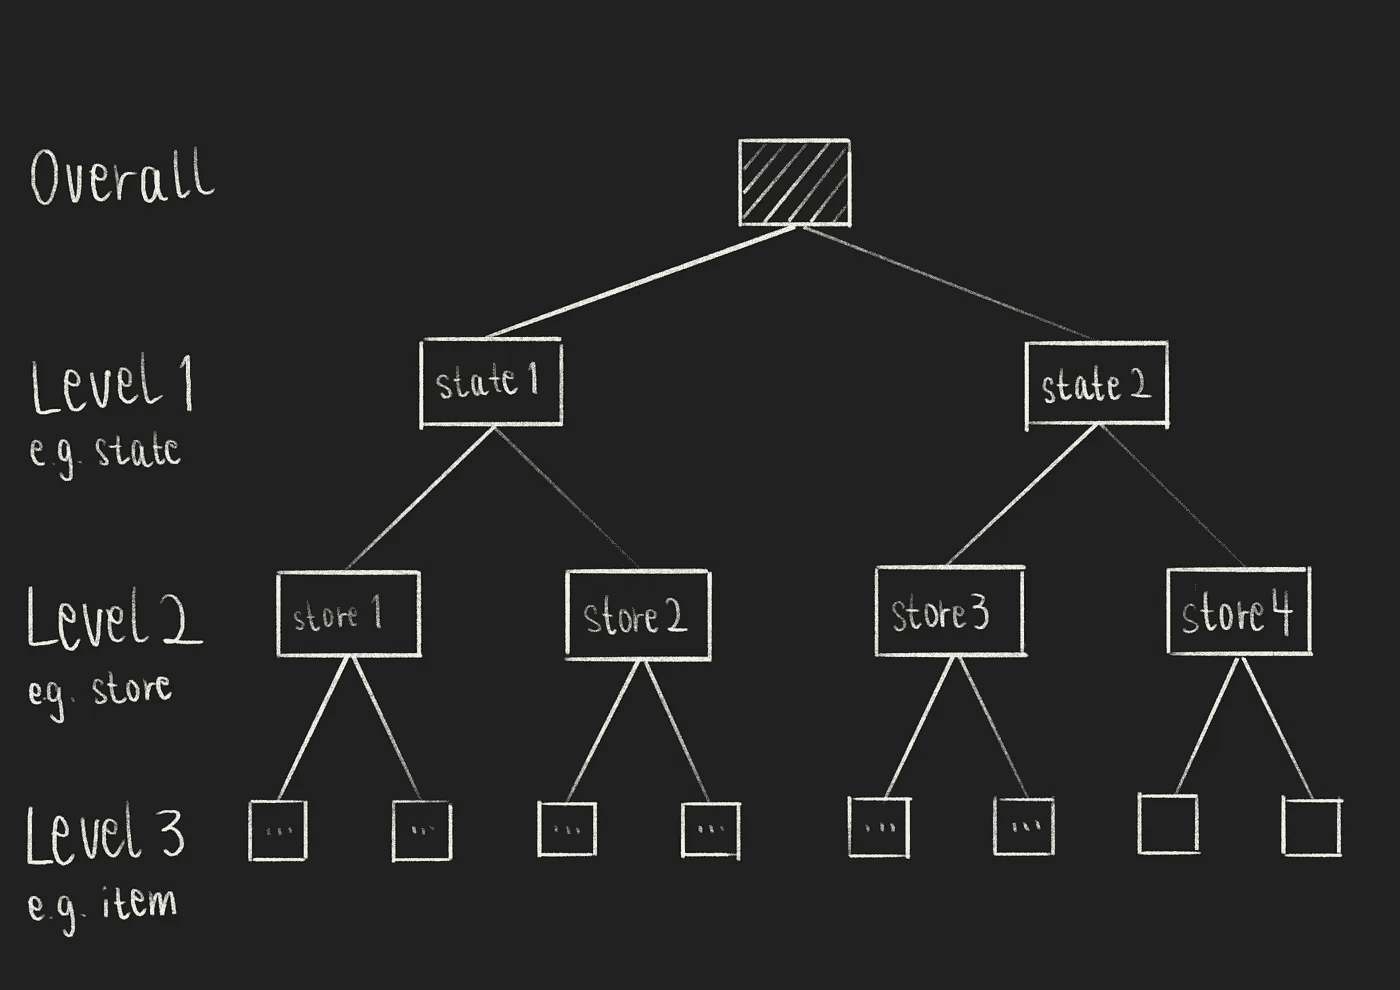 Overall
Level 1
e.g. state
state 1
state 2
Level 2
e.g. store
store 1
store 2
store 3
store 4
Level 3
e.g. item
...
...
...
...
...
...